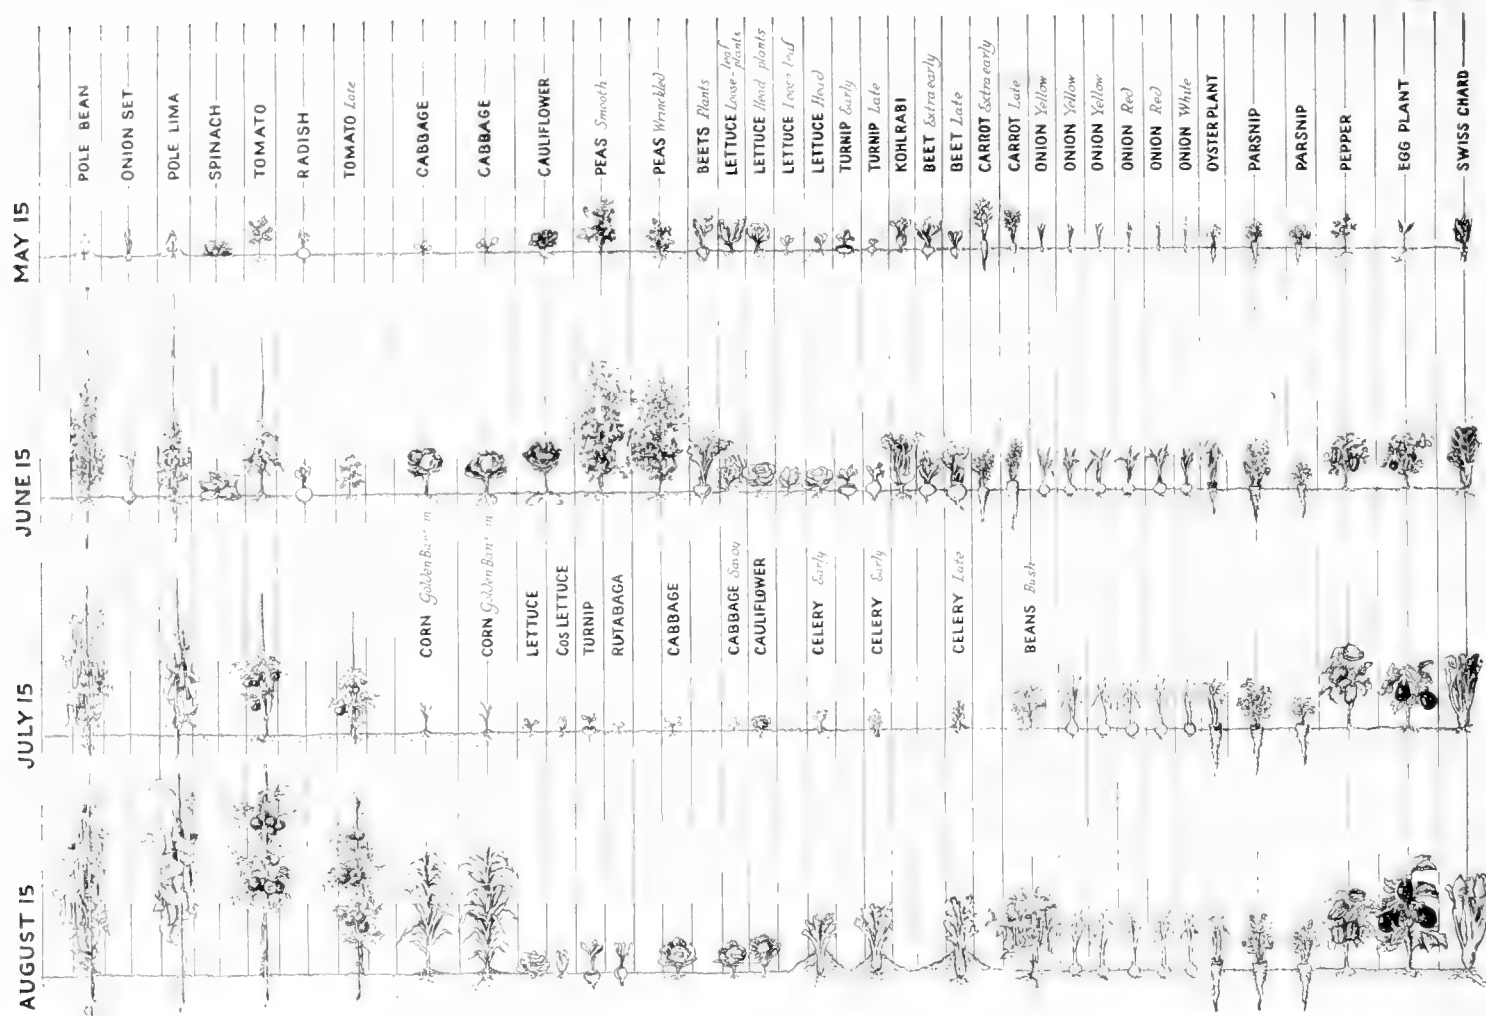 MAY 15
POLE BEAN
ONION SET
POLE LIMA
SPINACH
TOMATO
RADISH
TOMATO Late
CABBAGE
CABBAGE
CAULIFLOWER
PEAS Smooth
PEAS Wrinckled
BEETS Plants
LETTUCE Loose-leaf plants
LETTUCE Head plants
LETTUCE Loose leaf
LETTUCE Head
TURNIP Early
TURNIP Late
KOHLRABI
BEET Extra early
BEET Late
CARROT Extra early
CARROT Late
ONION Yellow
ONION Yellow
ONION Yellow
ONION Red
ONION Red
ONION White
OYSTER PLANT
PARSNIP
PARSNIP
PEPPER
EGG PLANT
SWISS CHARD
JUNE 15
JULY 15
CORN Golden
CORN Golden
LETTUCE
COS LETTUCE
TURNIP
RUTABAGA
CABBAGE
CABBAGE Savoy
CAULIFLOWER
CELERY Early
CELERY Early
CELERY Late
BEANS Bush
AUGUST 15